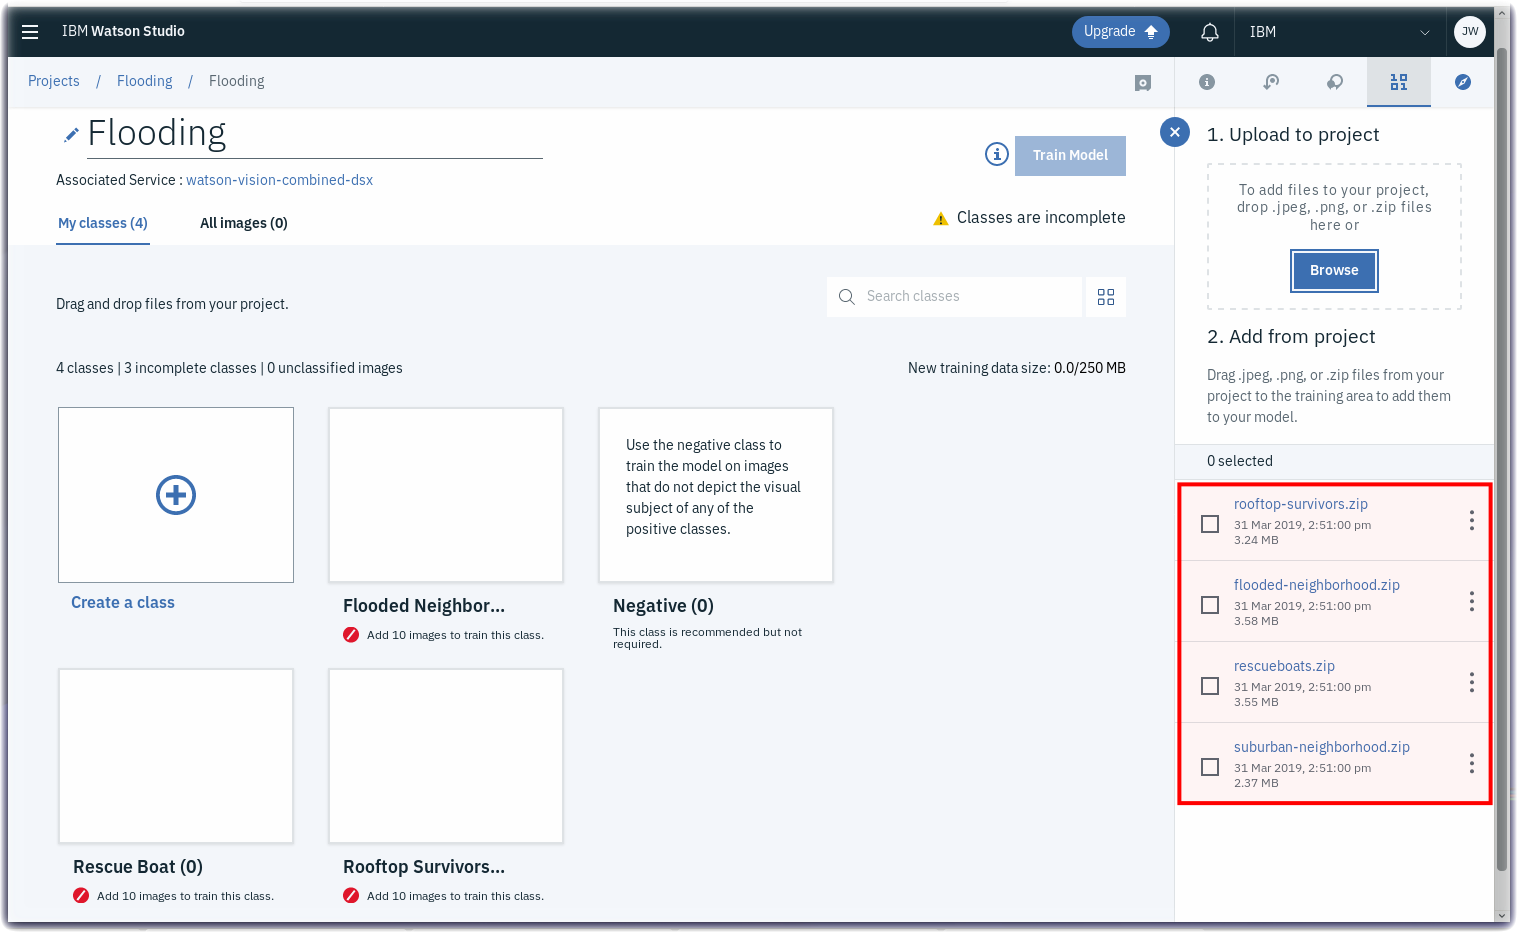 IBM Watson Studio
Upgrade
IBM
JW
Projects / Flooding / Flooding
Flooding
Train Model
Associated Service : watson-vision-combined-dsx
My classes (4)
All images (0)
Classes are incomplete
Drag and drop files from your project.
Search classes
4 classes | 3 incomplete classes | 0 unclassified images
New training data size: 0.0/250 MB
Create a class
Flooded Neighbor...
Add 10 images to train this class.
Use the negative class to
train the model on images
that do not depict the visual
subject of any of the
positive classes.
Negative (0)
This class is recommended but not
required.
Rescue Boat (0)
Add 10 images to train this class.
Rooftop Survivors...
Add 10 images to train this class.
1. Upload to project
To add files to your project,
drop .jpeg, .png, or .zip files
here or
Browse
2. Add from project
Drag .jpeg, .png, or .zip files from your
project to the training area to add them
to your model.
0 selected
rooftop-survivors.zip
31 Mar 2019, 2:51:00 pm
3.24 MB
flooded-neighborhood.zip
31 Mar 2019, 2:51:00 pm
3.58 MB
rescueboats.zip
31 Mar 2019, 2:51:00 pm
3.55 MB
suburban-neighborhood.zip
31 Mar 2019, 2:51:00 pm
2.37 MB